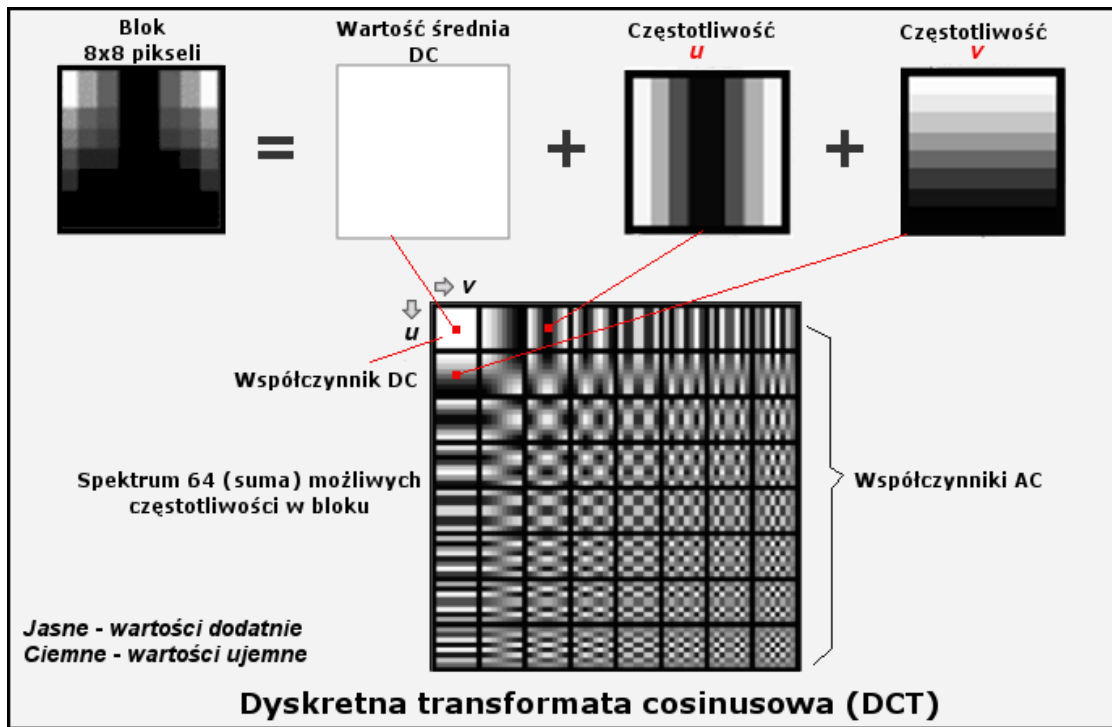 Blok
8x8 pikseli
=
Wartość średnia
DC
+
Częstotliwość
u
+
Częstotliwość
v
v
u
Współczynnik DC
Spektrum 64 (suma) możliwych
częstotliwości w bloku
Współczynniki AC
Jasne - wartości dodatnie
Ciemne - wartości ujemne
Dyskretna transformata cosinusowa (DCT)